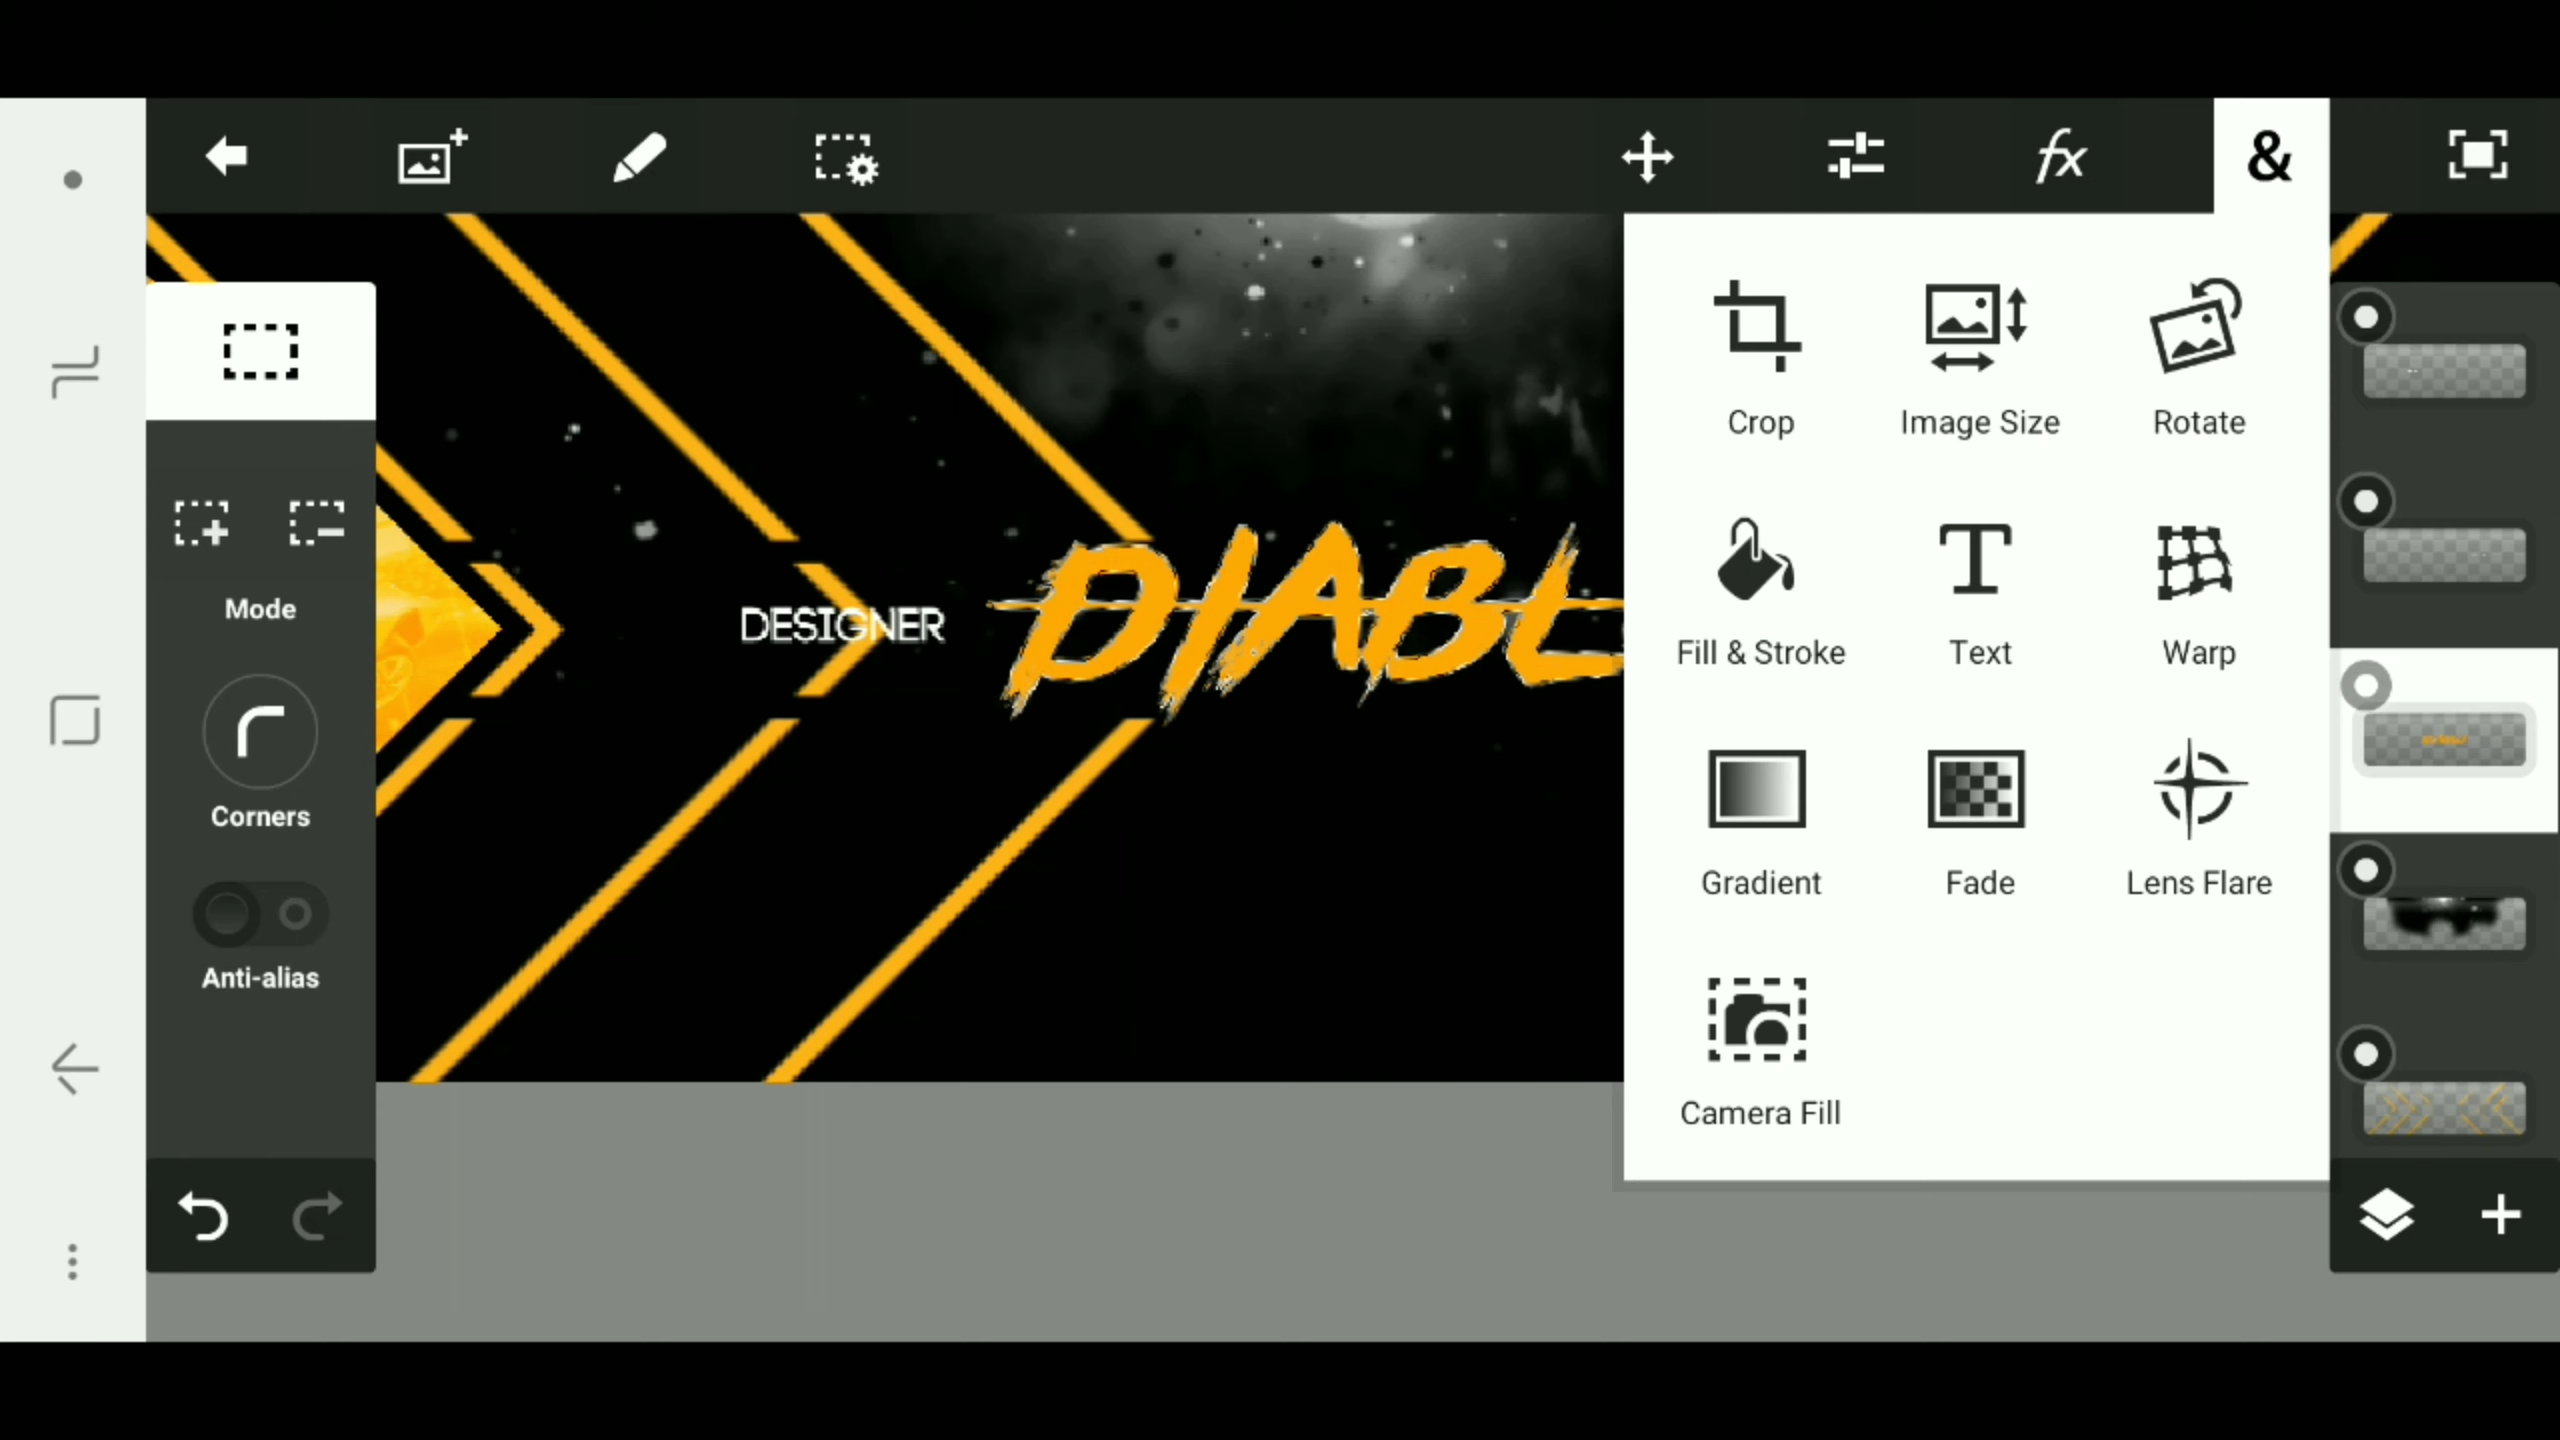 &
fx
Crop
Image Size
Rotate
Fill & Stroke
Text
Warp
Gradient
Fade
Lens Flare
Camera Fill
Mode
Corners
Anti-alias
DESIGNER
DIABL